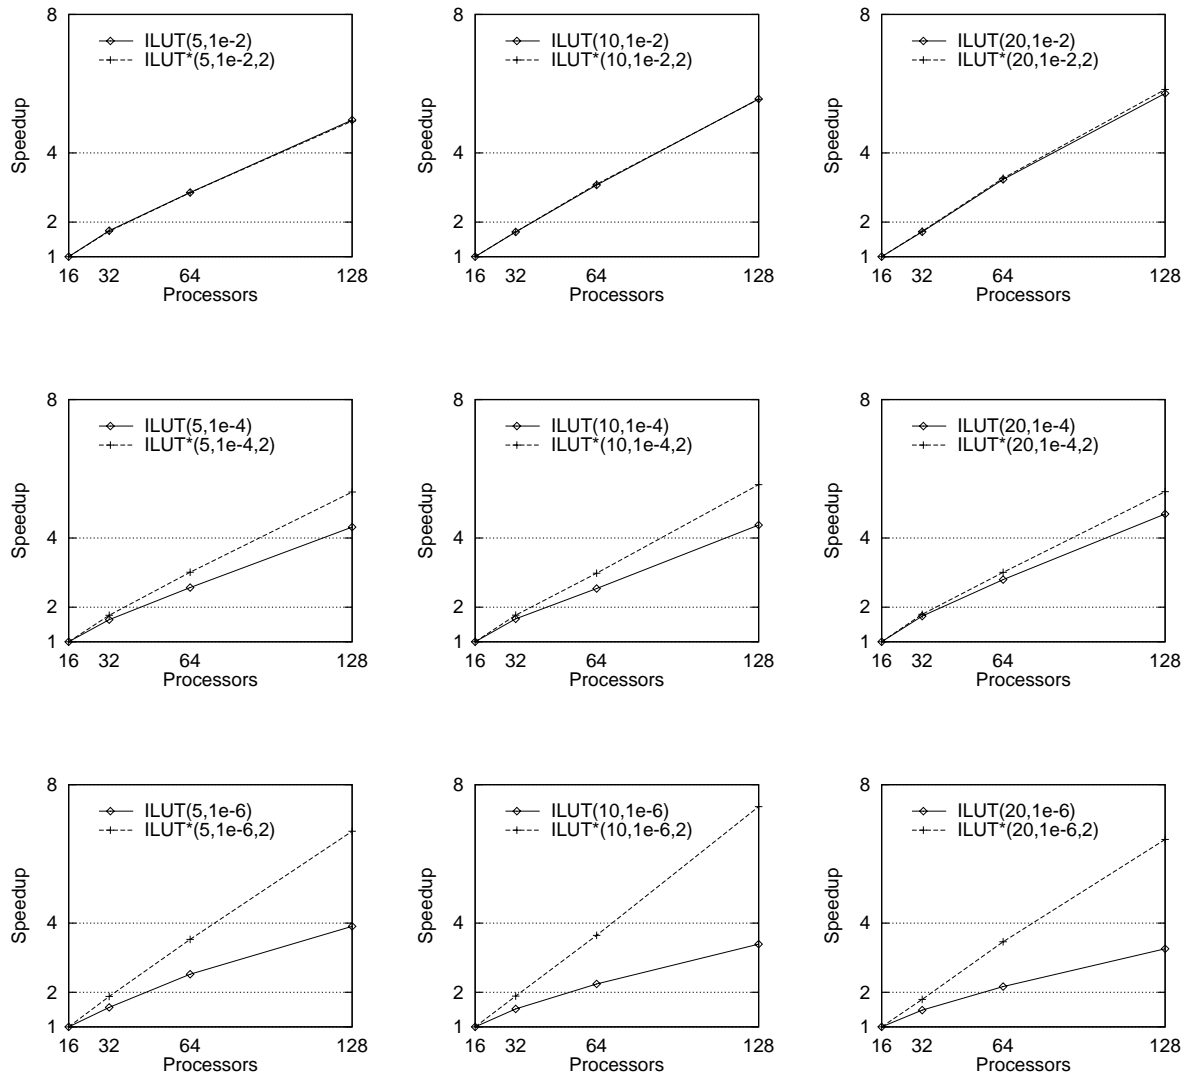 8
ILUT(5,1e-2)
ILUT*(5,1e-2,2)
Speedup
4
2
1
16 32 64 128
Processors
8
ILUT(10,1e-2)
ILUT*(10,1e-2,2)
Speedup
4
2
1
16 32 64 128
Processors
8
ILUT(20,1e-2)
ILUT*(20,1e-2,2)
Speedup
4
2
1
16 32 64 128
Processors
8
ILUT(5,1e-4)
ILUT*(5,1e-4,2)
Speedup
4
2
1
16 32 64 128
Processors
8
ILUT(10,1e-4)
ILUT*(10,1e-4,2)
Speedup
4
2
1
16 32 64 128
Processors
8
ILUT(20,1e-4)
ILUT*(20,1e-4,2)
Speedup
4
2
1
16 32 64 128
Processors
8
ILUT(5,1e-6)
ILUT*(5,1e-6,2)
Speedup
4
2
1
16 32 64 128
Processors
8
ILUT(10,1e-6)
ILUT*(10,1e-6,2)
Speedup
4
2
1
16 32 64 128
Processors
8
ILUT(20,1e-6)
ILUT*(20,1e-6,2)
Speedup
4
2
1
16 32 64 128
Processors